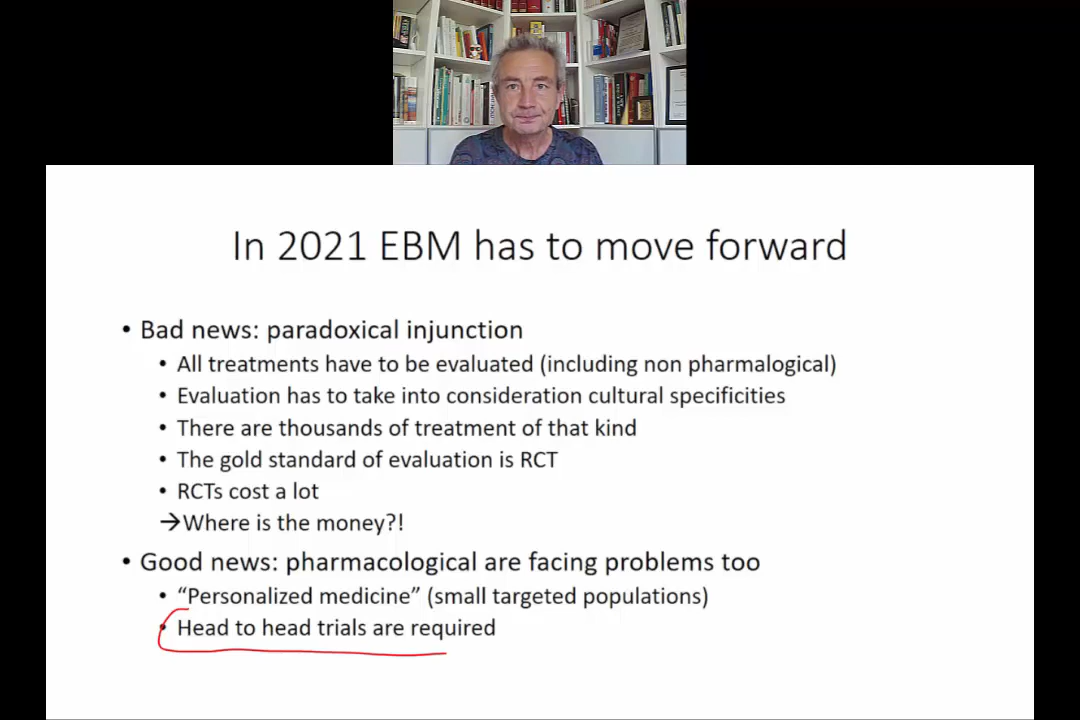 In 2021 EBM has to move forward
• Bad news: paradoxical injunction
• All treatments have to be evaluated (including non pharmalogical)
• Evaluation has to take into consideration cultural specificities
• There are thousands of treatment of that kind
• The gold standard of evaluation is RCT
• RCTs cost a lot
→Where is the money?!
• Good news: pharmacological are facing problems too
• “Personalized medicine” (small targeted populations)
• Head to head trials are required